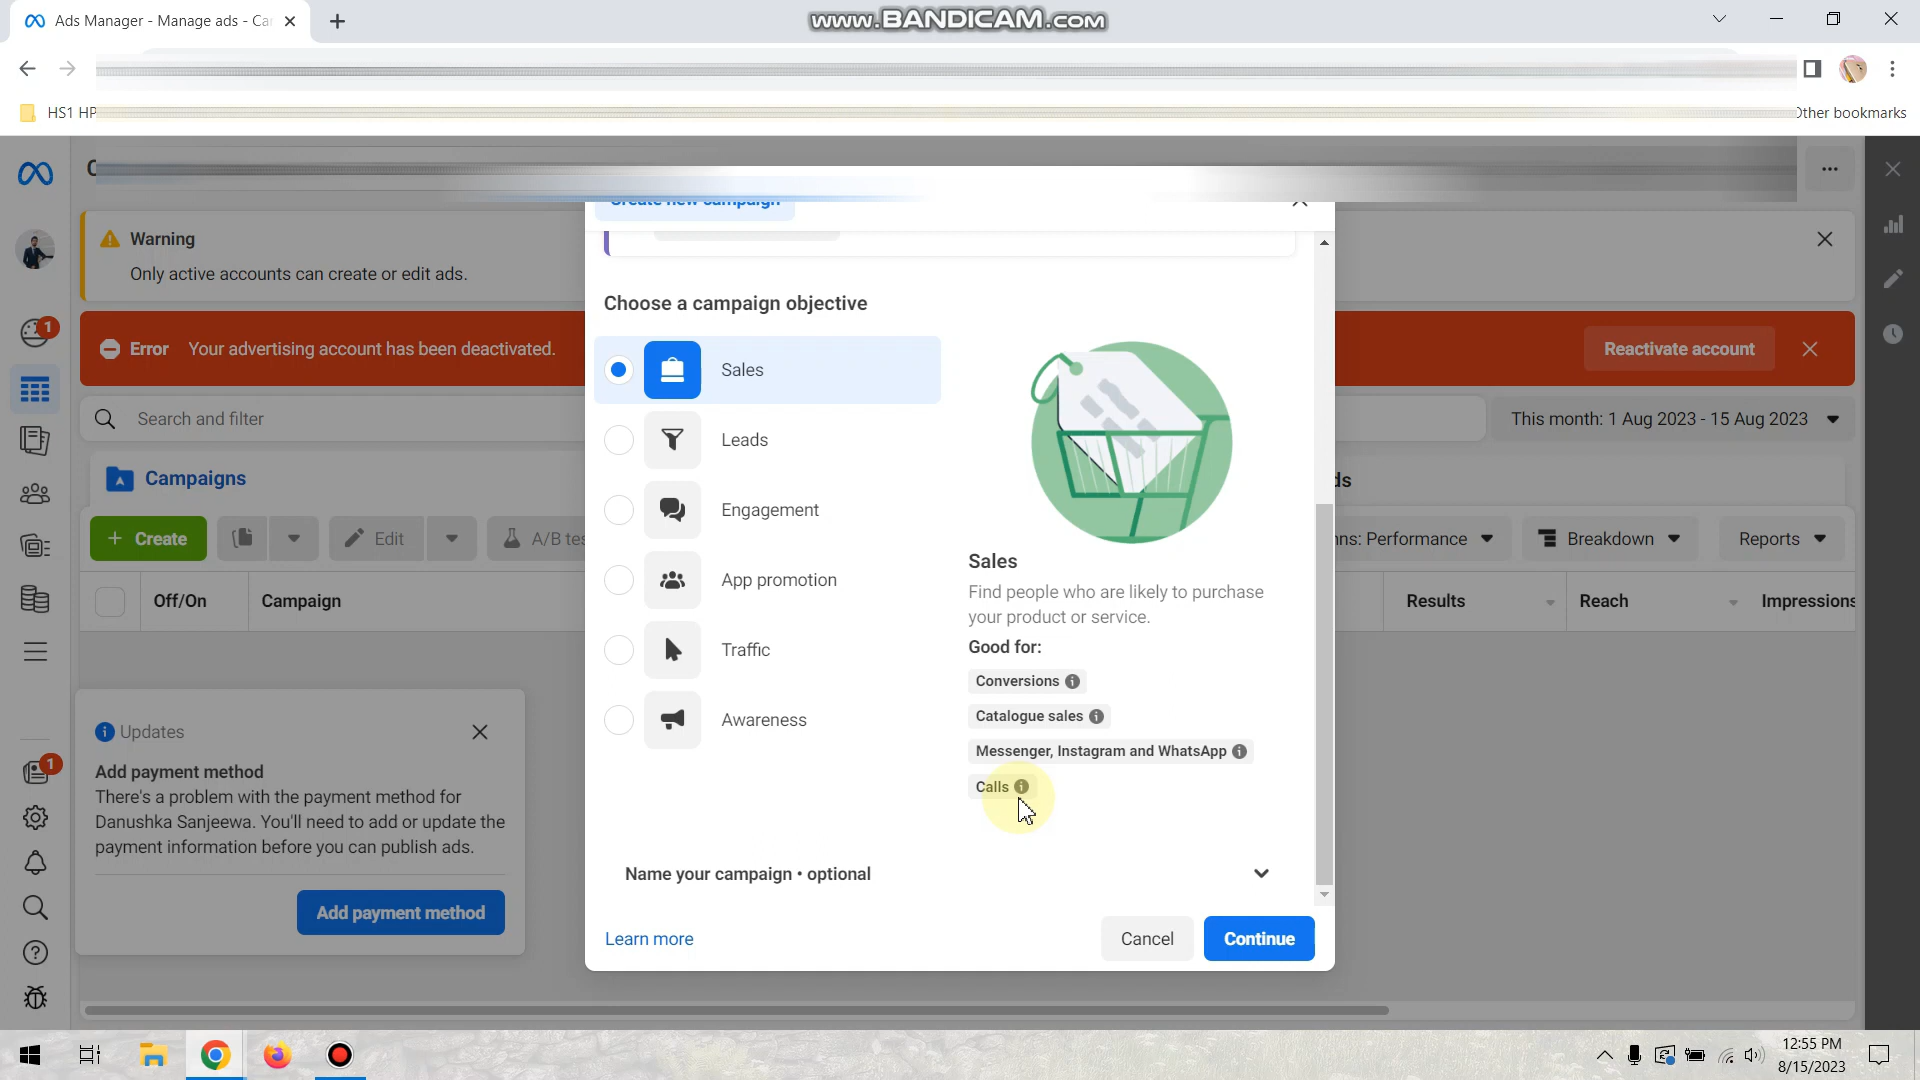 Ads Manager - Manage ads - Ca
www.BANDICAM.com
HS1 HP
Other bookmarks
C
Create new campaign
Warning
Only active accounts can create or edit ads.
Error Your advertising account has been deactivated.
Reactivate account
Search and filter
This month: 1 Aug 2023 - 15 Aug 2023
Campaigns
ds
+ Create
Edit
A/B tes
ns: Performance
Breakdown
Reports
Off/On
Campaign
Results
Reach
Impressions
Choose a campaign objective
Sales
Leads
Engagement
App promotion
Traffic
Awareness
Sales
Find people who are likely to purchase
your product or service.
Good for:
Conversions
Catalogue sales
Messenger, Instagram and WhatsApp
Calls
Name your campaign • optional
Learn more
Cancel
Continue
1
1
Updates
Add payment method
There's a problem with the payment method for
Danushka Sanjeewa. You'll need to add or update the
payment information before you can publish ads.
Add payment method
12:55 PM
8/15/2023